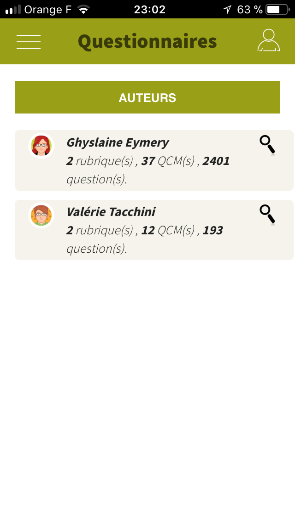 Orange F 23:02 63 %
Questionnaires
AUTEURS
Ghyslaine Eymery
2 rubrique(s) , 37 QCM(s) , 2401
question(s).
Valérie Tacchini
2 rubrique(s) , 12 QCM(s) , 193
question(s).